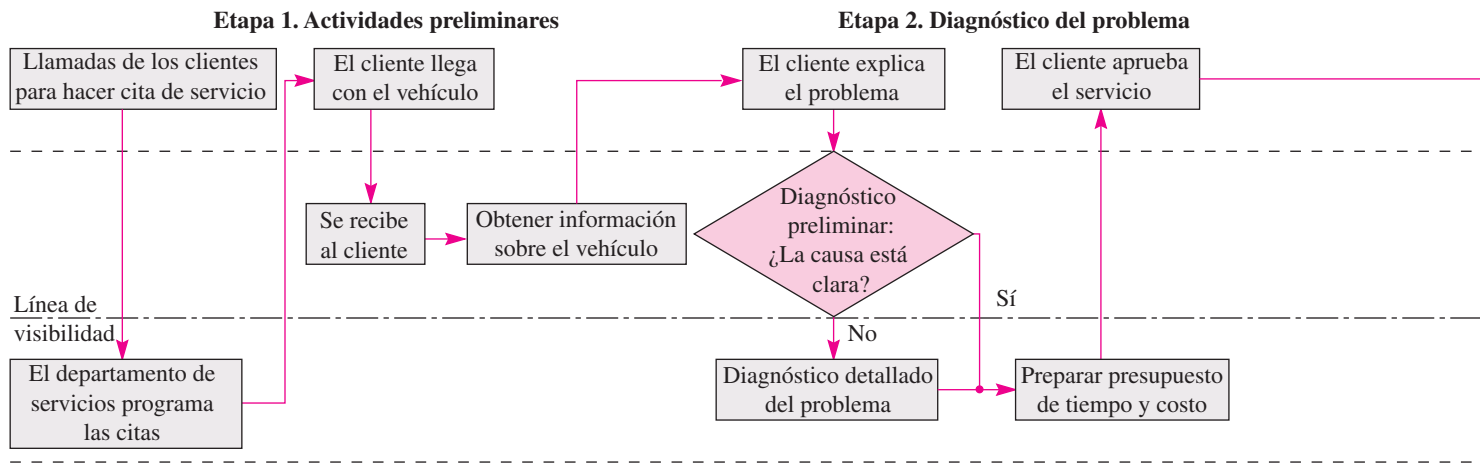 Etapa 1. Actividades preliminares
Etapa 2. Diagnóstico del problema
Llamadas de los clientes
para hacer cita de servicio
El cliente llega
con el vehículo
El cliente explica
el problema
El cliente aprueba
el servicio
Se recibe
al cliente
Obtener información
sobre el vehículo
Diagnóstico
preliminar:
¿La causa está
clara?
Sí
Línea de
visibilidad
No
El departamento de
servicios programa
las citas
Diagnóstico detallado
del problema
Preparar presupuesto
de tiempo y costo